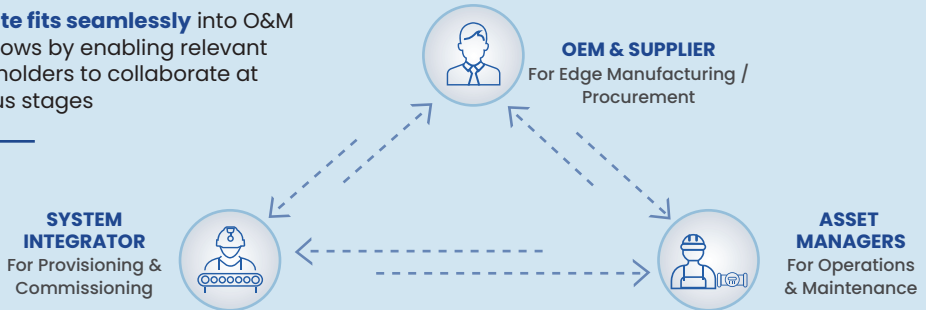 te fits seamlessly into O&M
ows by enabling relevant
holders to collaborate at
us stages
OEM & SUPPLIER
For Edge Manufacturing /
Procurement
SYSTEM
INTEGRATOR
For Provisioning &
Commissioning
ASSET
MANAGERS
For Operations
& Maintenance